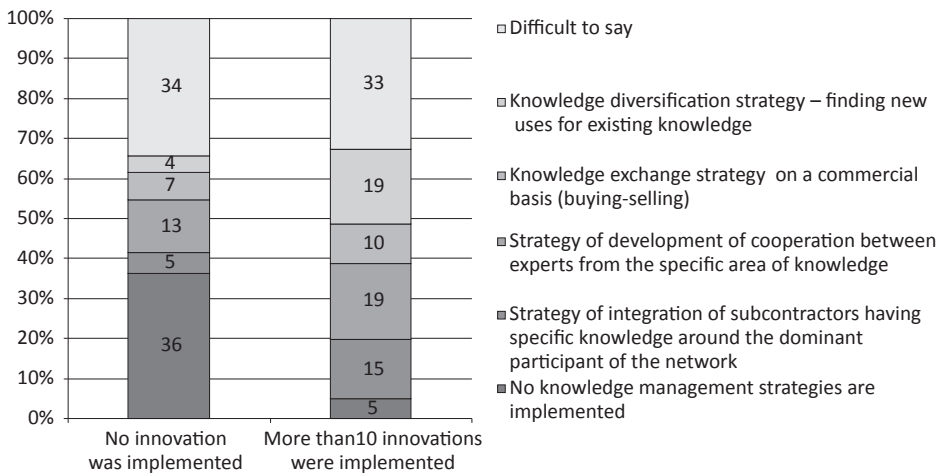 100%
90%
80%
70%
60%
50%
40%
30%
20%
10%
0%
34
4
7
13
5
36
33
19
10
19
15
5
No innovation
was implemented
More than10 innovations
were implemented
Difficult to say
Knowledge diversification strategy – finding new
uses for existing knowledge
Knowledge exchange strategy on a commercial
basis (buying-selling)
Strategy of development of cooperation between
experts from the specific area of knowledge
Strategy of integration of subcontractors having
specific knowledge around the dominant
participant of the network
No knowledge management strategies are
implemented